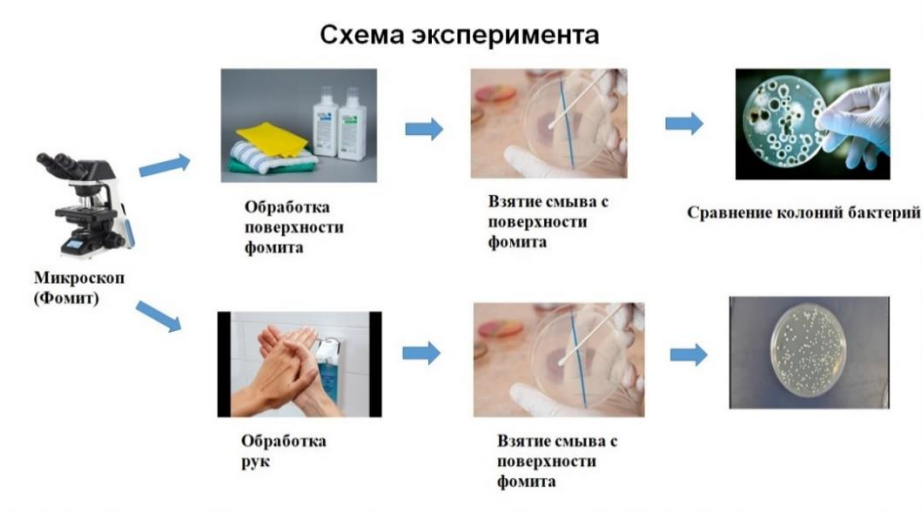 Схема эксперимента
Микроскоп
(Фомит)
Обработка
поверхности
фомита
Взятие смыва с
поверхности
фомита
Сравнение колоний бактерий
Обработка
рук
Взятие смыва с
поверхности
фомита